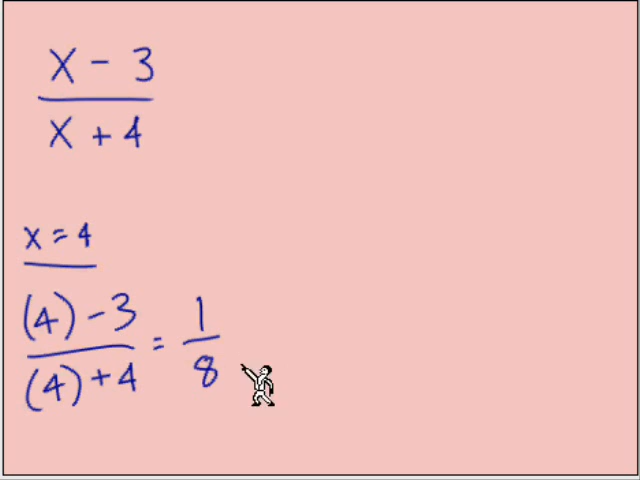 x - 3
x + 4
x = 4
(4) - 3
(4) + 4
=
1
8